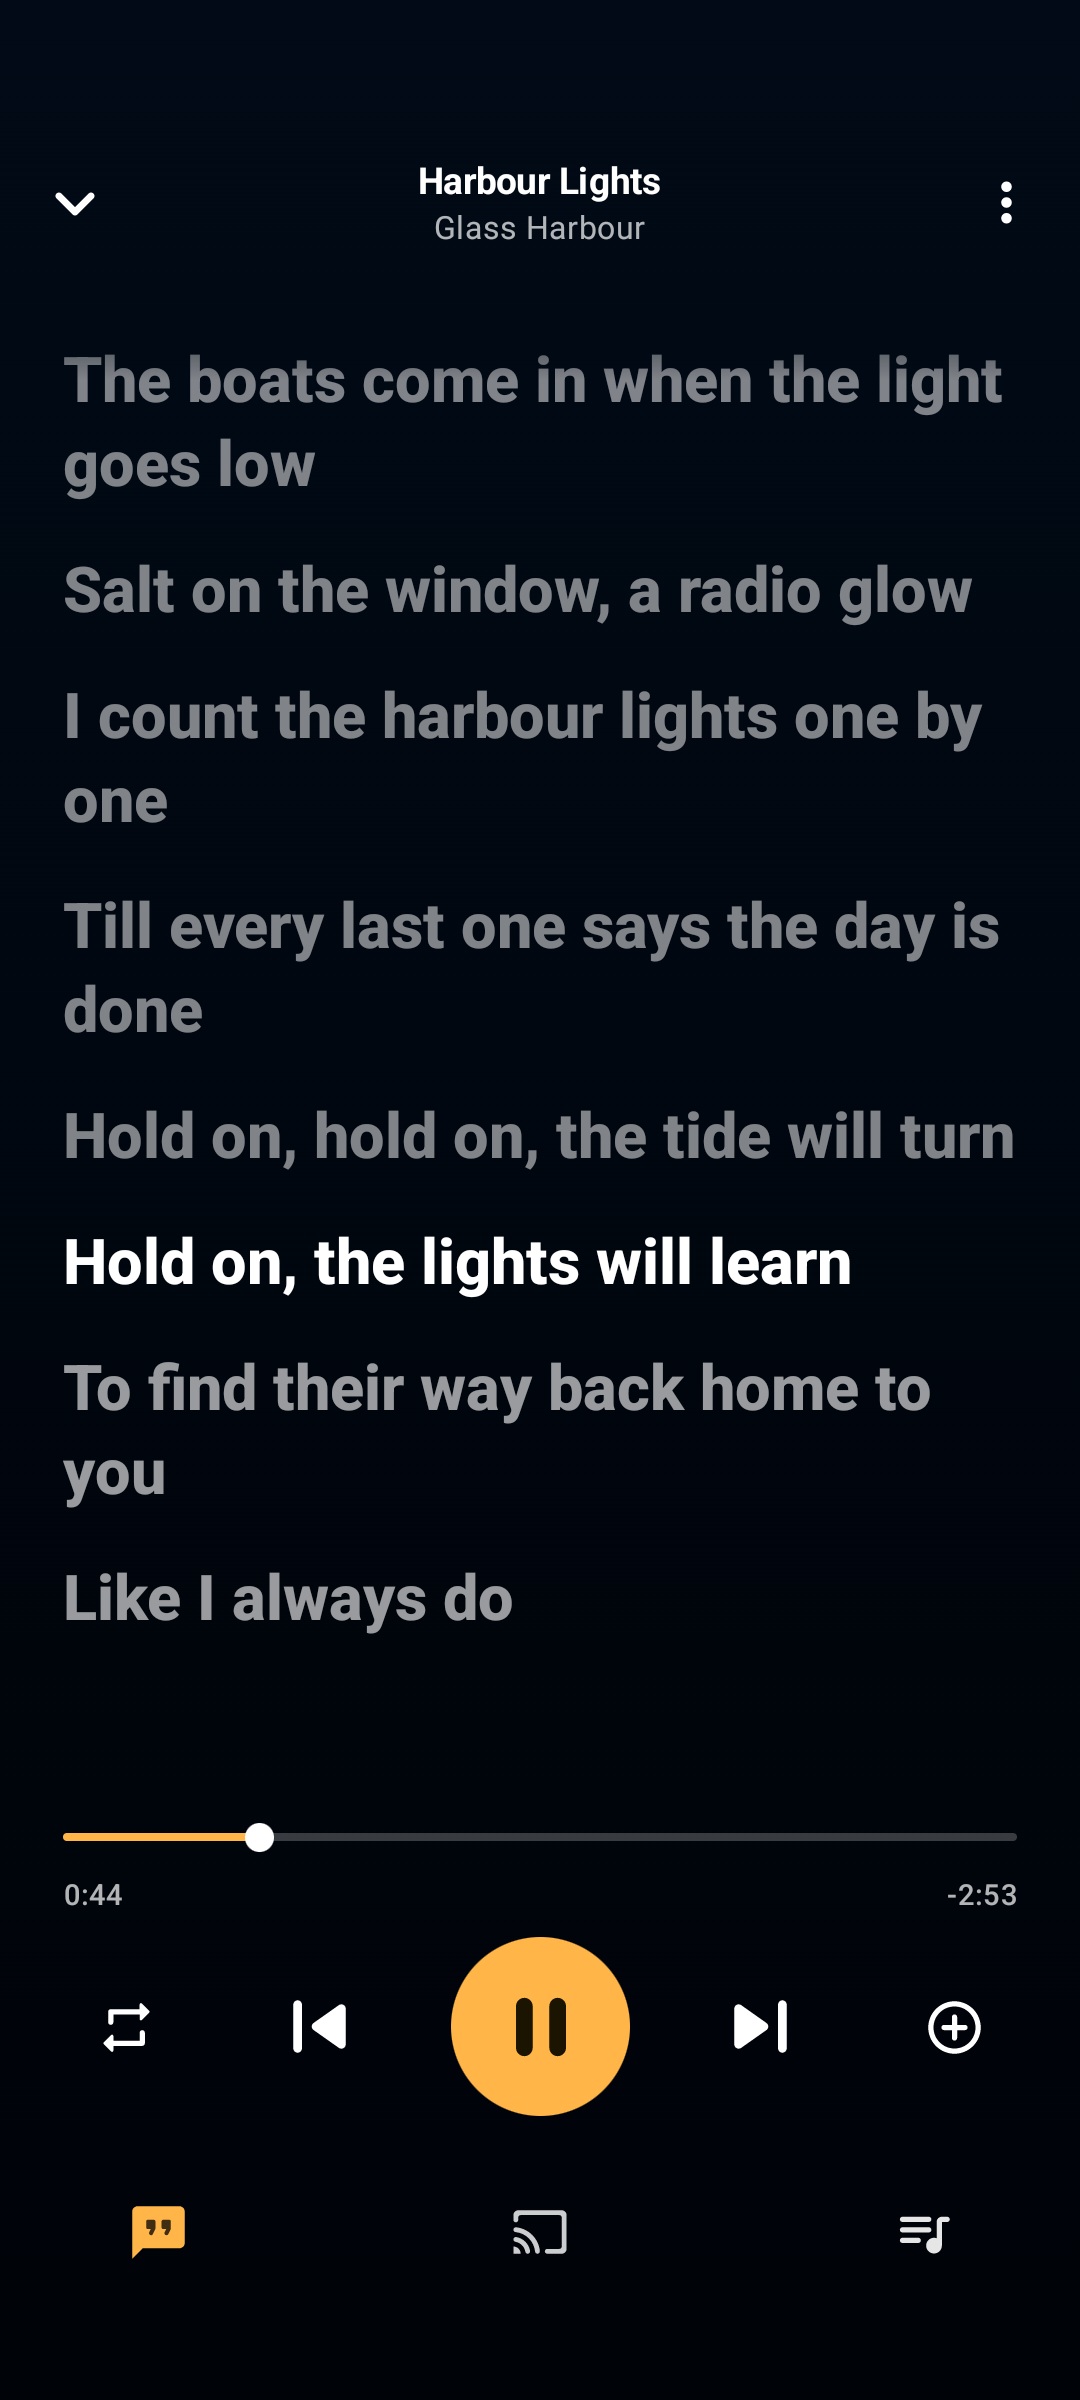 Harbour Lights
Glass Harbour
The boats come in when the light
goes low
Salt on the window, a radio glow
I count the harbour lights one by
one
Till every last one says the day is
done
Hold on, hold on, the tide will turn
Hold on, the lights will learn
To find their way back home to
you
Like I always do
0:44
-2:53